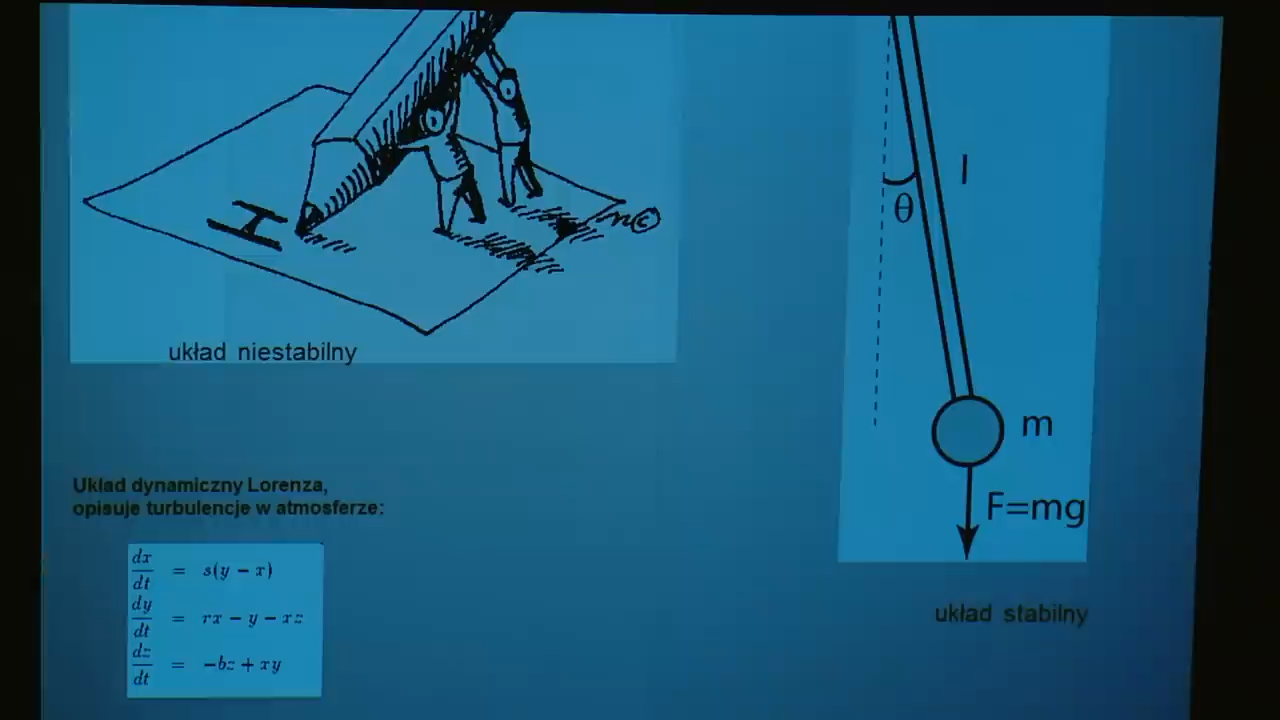 H
m©
układ niestabilny
l
θ
m
F=mg
układ stabilny
Układ dynamiczny Lorenza,
opisuje turbulencje w atmosferze:
dx/dt = s(y − x)
dy/dt = rx − y − xz
dz/dt = −bz + xy